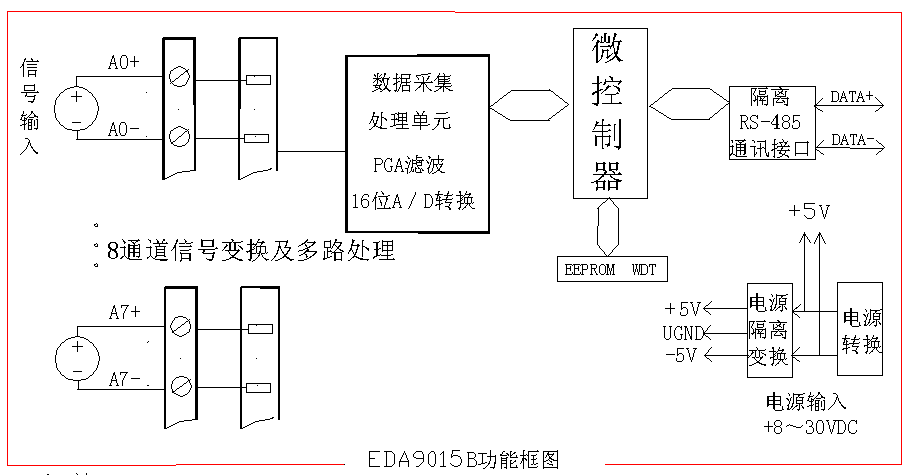 信号输入
A0+
A0-
数据采集
处理单元
PGA滤波
16位A/D转换
微控制器
隔离
RS-485
通讯接口
DATA+
DATA-
EEPROM WDT
8通道信号变换及多路处理
A7+
A7-
+5V
+5V
UGND
-5V
电源
隔离
变换
电源
转换
电源输入
+8～30VDC
EDA9015B功能框图